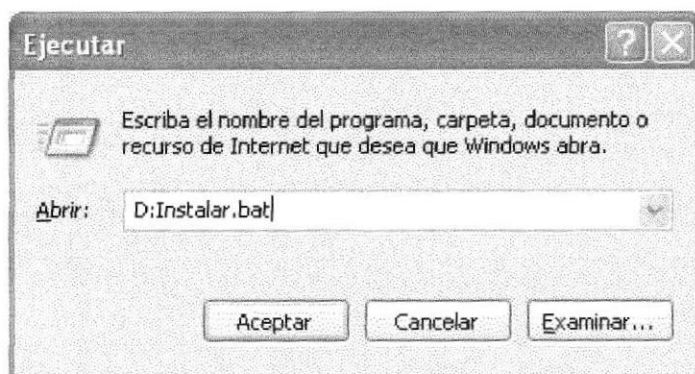 Ejecutar
Escriba el nombre del programa, carpeta, documento o
recurso de Internet que desea que Windows abra.
Abrir: D:Instalar.bat
Aceptar Cancelar Examinar...